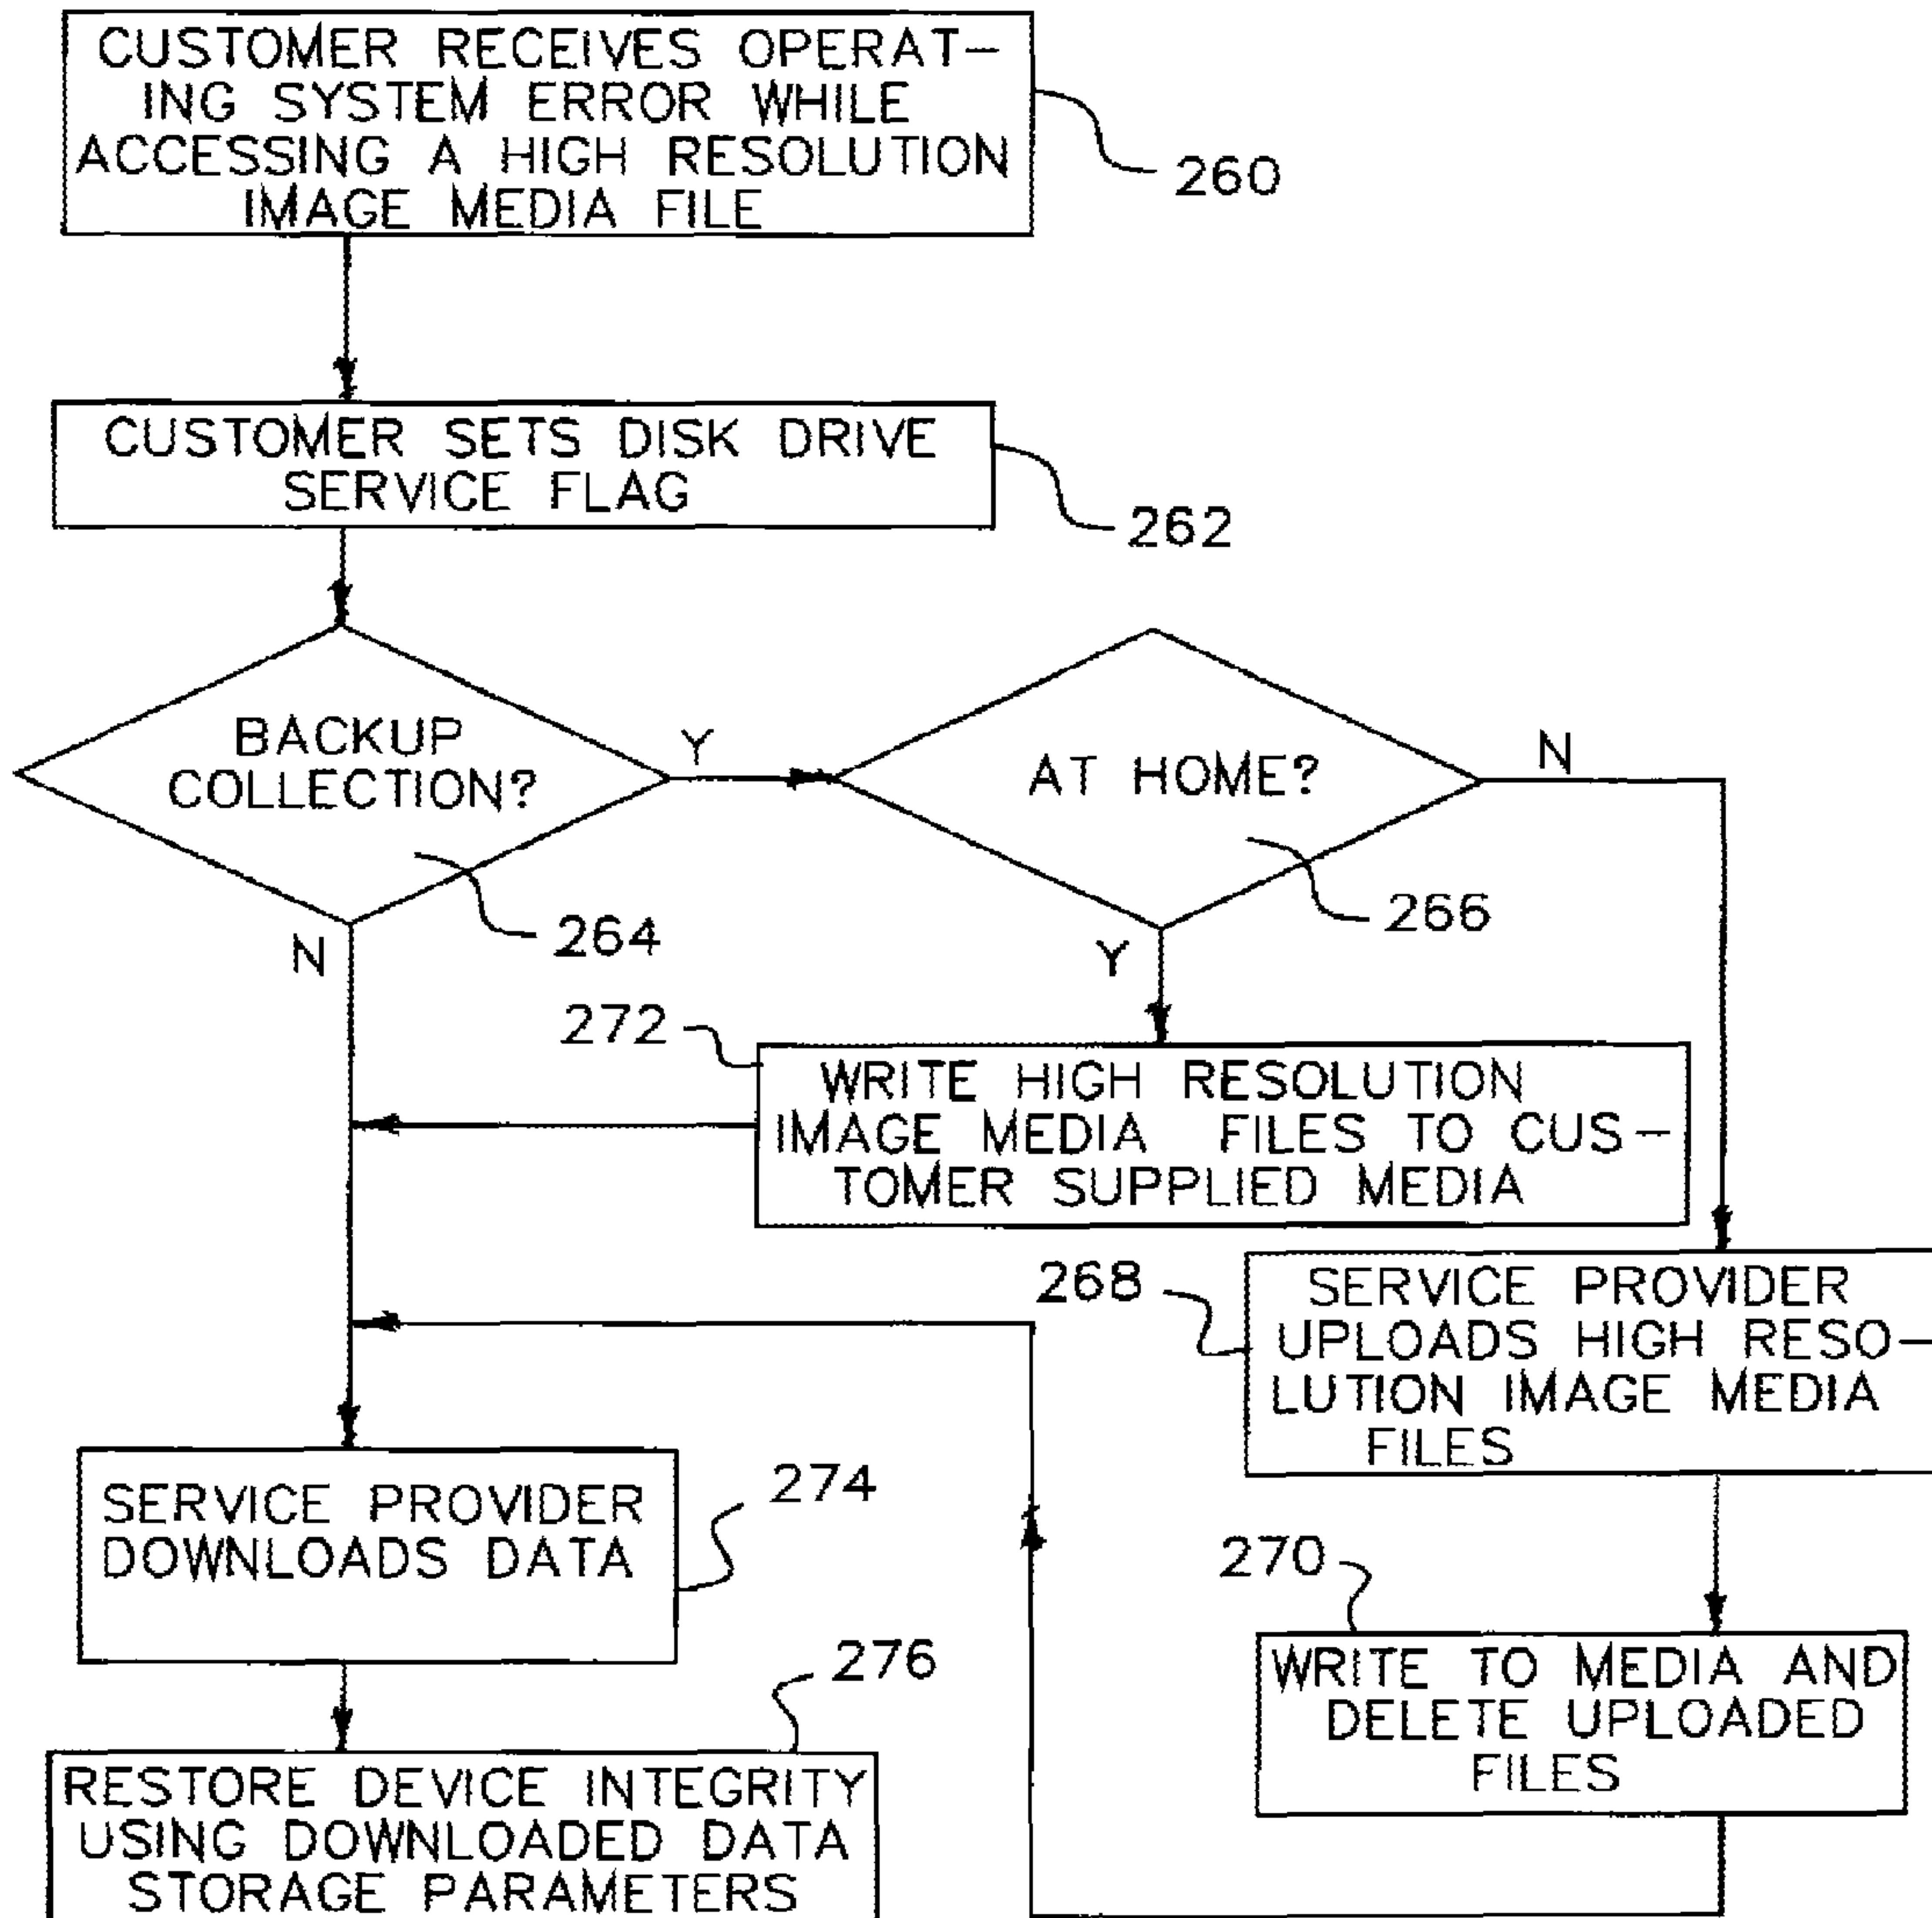 CUSTOMER RECEIVES OPERAT-
ING SYSTEM ERROR WHILE
ACCESSING A HIGH RESOLUTION
IMAGE MEDIA FILE
260
CUSTOMER SETS DISK DRIVE
SERVICE FLAG
262
BACKUP
COLLECTION?
Y
264
N
AT HOME?
N
266
Y
272
WRITE HIGH RESOLUTION
IMAGE MEDIA FILES TO CUS-
TOMER SUPPLIED MEDIA
268
SERVICE PROVIDER
UPLOADS HIGH RESO-
LUTION IMAGE MEDIA
FILES
270
WRITE TO MEDIA AND
DELETE UPLOADED
FILES
SERVICE PROVIDER
DOWNLOADS DATA
274
276
RESTORE DEVICE INTEGRITY
USING DOWNLOADED DATA
STORAGE PARAMETERS